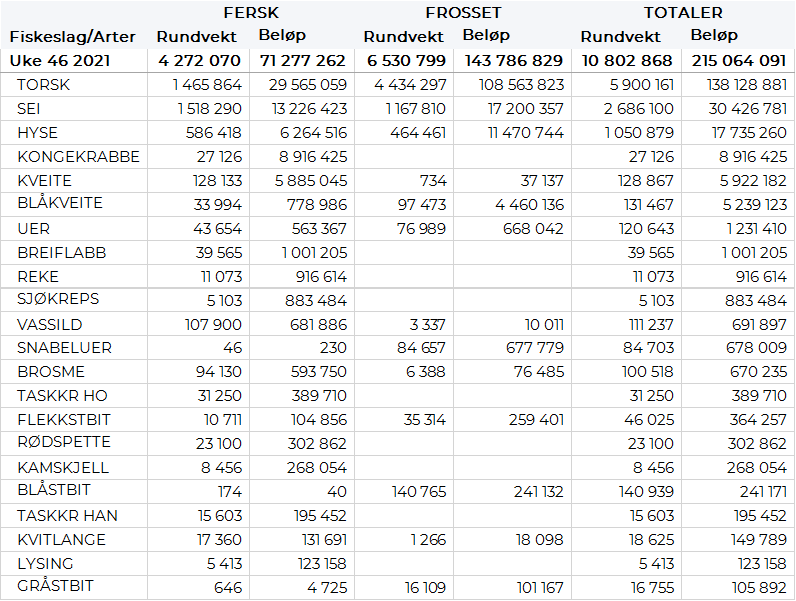 FERSK FROSSET TOTALER
Fiskeslag/Arter Rundvekt Beløp Rundvekt Beløp Rundvekt Beløp
Uke 46 2021 4 272 070 71 277 262 6 530 799 143 786 829 10 802 868 215 064 091
TORSK 1 465 864 29 565 059 4 434 297 108 563 823 5 900 161 138 128 881
SEI 1 518 290 13 226 423 1 167 810 17 200 357 2 686 100 30 426 781
HYSE 586 418 6 264 516 464 461 11 470 744 1 050 879 17 735 260
KONGEKRABBE 27 126 8 916 425 27 126 8 916 425
KVEITE 128 133 5 885 045 734 37 137 128 867 5 922 182
BLÅKVEITE 33 994 778 986 97 473 4 460 136 131 467 5 239 123
UER 43 654 563 367 76 989 668 042 120 643 1 231 410
BREIFLABB 39 565 1 001 205 39 565 1 001 205
REKE 11 073 916 614 11 073 916 614
SJØKREPS 5 103 883 484 5 103 883 484
VASSILD 107 900 681 886 3 337 10 011 111 237 691 897
SNABELUER 46 230 84 657 677 779 84 703 678 009
BROSME 94 130 593 750 6 388 76 485 100 518 670 235
TASKKR HO 31 250 389 710 31 250 389 710
FLEKKSTBIT 10 711 104 856 35 314 259 401 46 025 364 257
RØDSPETTE 23 100 302 862 23 100 302 862
KAMSKJELL 8 456 268 054 8 456 268 054
BLÅSTBIT 174 40 140 765 241 132 140 939 241 171
TASKKR HAN 15 603 195 452 15 603 195 452
KVITLANGE 17 360 131 691 1 266 18 098 18 625 149 789
LYSING 5 413 123 158 5 413 123 158
GRÅSTBIT 646 4 725 16 109 101 167 16 755 105 892